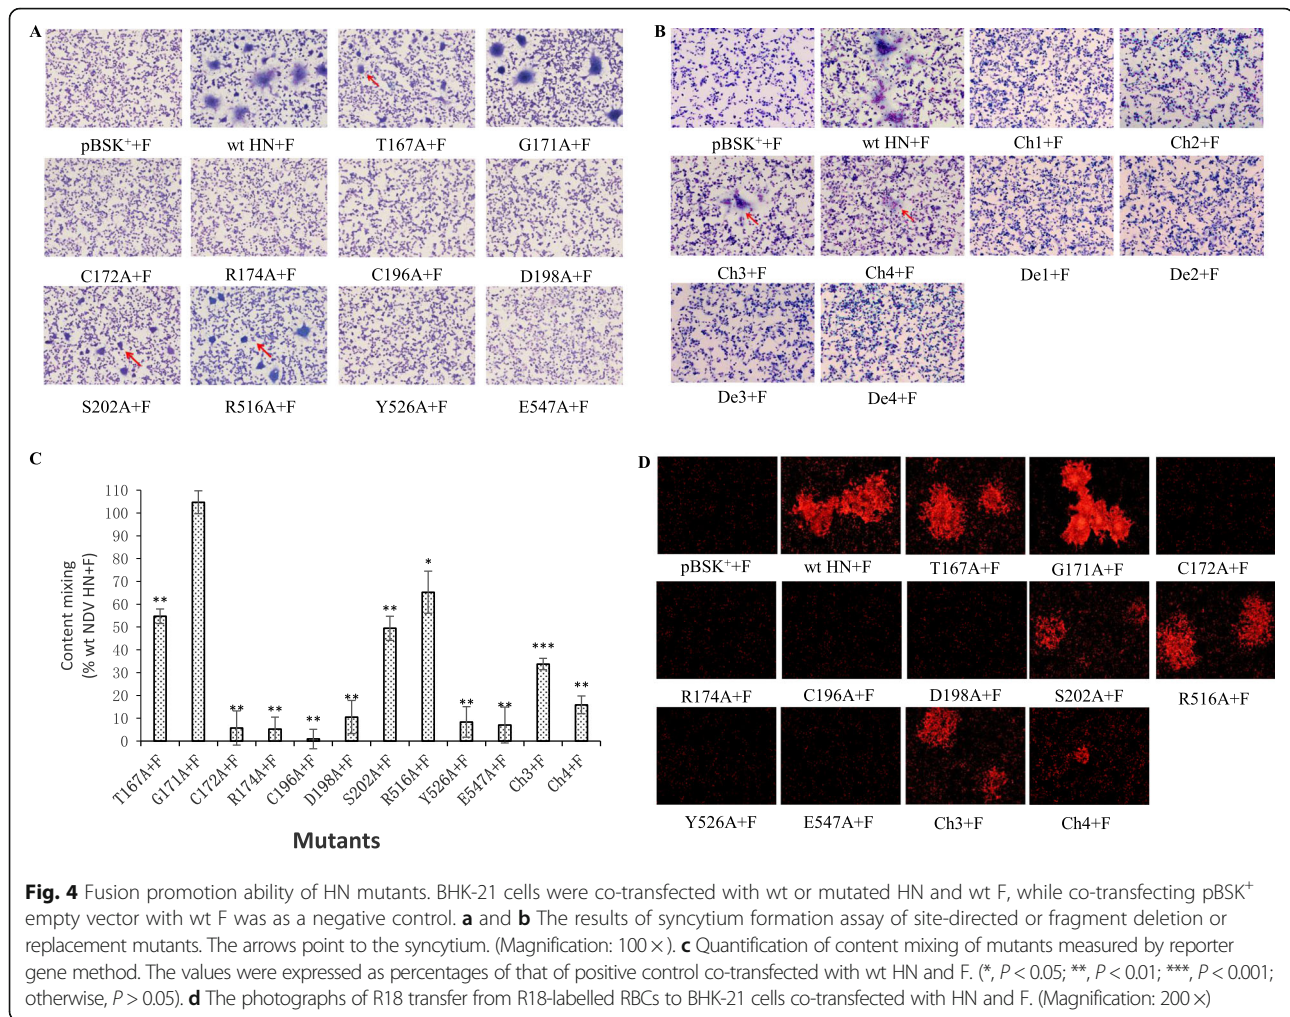 A
pBSK⁺+F wt HN+F T167A+F G171A+F
C172A+F R174A+F C196A+F D198A+F
S202A+F R516A+F Y526A+F E547A+F
B
pBSK⁺+F wt HN+F Ch1+F Ch2+F
Ch3+F Ch4+F De1+F De2+F
De3+F De4+F
C
Content mixing
(% wt NDV HN+F)
110
100
90
80
70
60
50
40
30
20
10
0
** ** ** ** ** ** * ** ** *** **
T167A+F G171A+F C172A+F R174A+F C196A+F D198A+F S202A+F R516A+F Y526A+F E547A+F Ch3+F Ch4+F
Mutants
D
pBSK⁺+F wt HN+F T167A+F G171A+F C172A+F
R174A+F C196A+F D198A+F S202A+F R516A+F
Y526A+F E547A+F Ch3+F Ch4+F
Fig. 4 Fusion promotion ability of HN mutants. BHK-21 cells were co-transfected with wt or mutated HN and wt F, while co-transfecting pBSK⁺
empty vector with wt F was as a negative control. a and b The results of syncytium formation assay of site-directed or fragment deletion or
replacement mutants. The arrows point to the syncytium. (Magnification: 100 ×). c Quantification of content mixing of mutants measured by reporter
gene method. The values were expressed as percentages of that of positive control co-transfected with wt HN and F. (*, P < 0.05; **, P < 0.01; ***, P < 0.001;
otherwise, P > 0.05). d The photographs of R18 transfer from R18-labelled RBCs to BHK-21 cells co-transfected with HN and F. (Magnification: 200 ×)